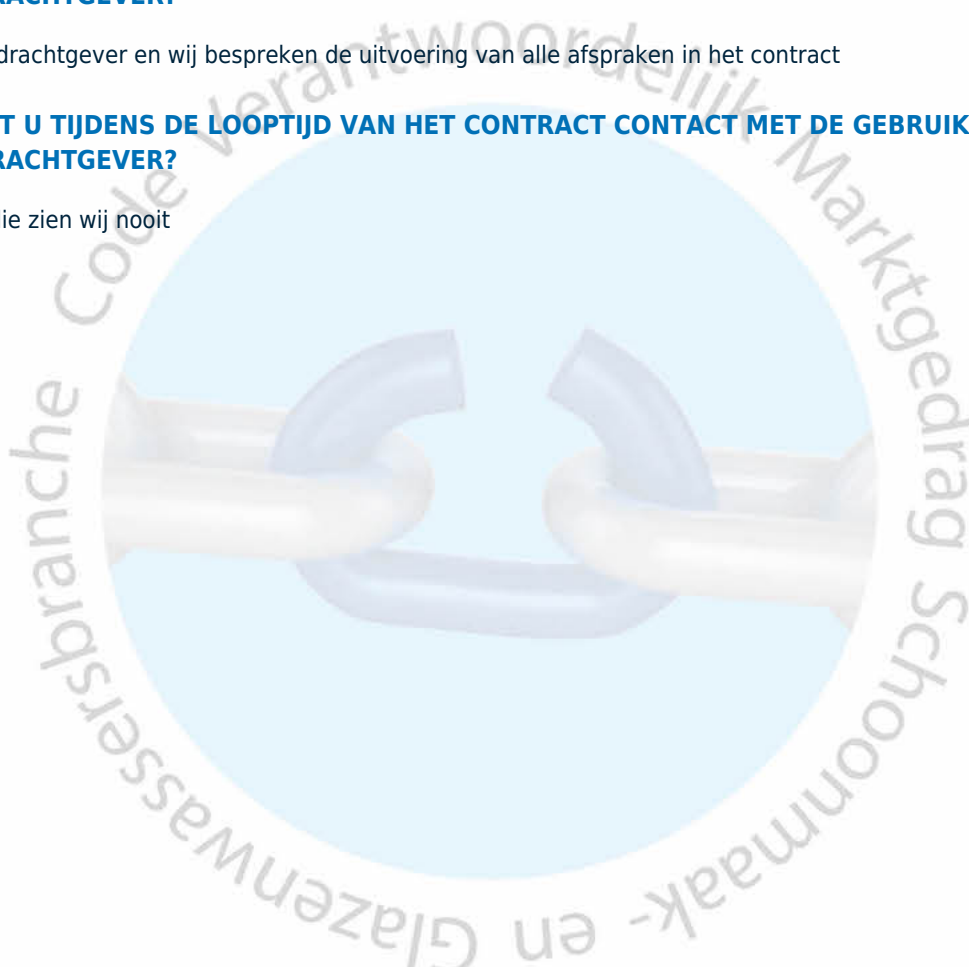 RACHTGEVER?
drachtgever en wij bespreken de uitvoering van alle afspraken in het contract
T U TIJDENS DE LOOPTIJD VAN HET CONTRACT CONTACT MET DE GEBRUIK
RACHTGEVER?
ie zien wij nooit
Code Verantwoordelijk Marktgedrag Schoonmaak- en Glazenwassersbranche